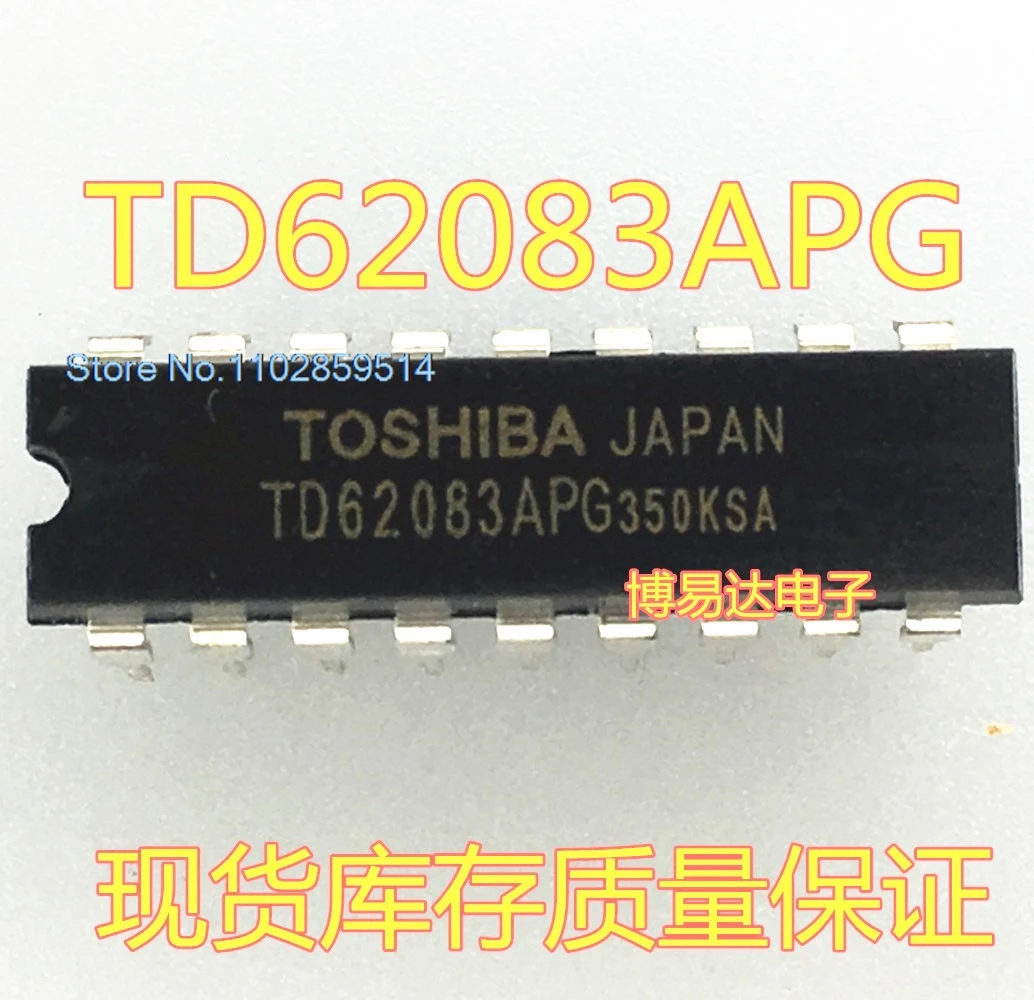 TD62083APG
Store No.1102859514
TOSHIBA JAPAN
TD62083APG350KSA
博易达电子
现货库存质量保证